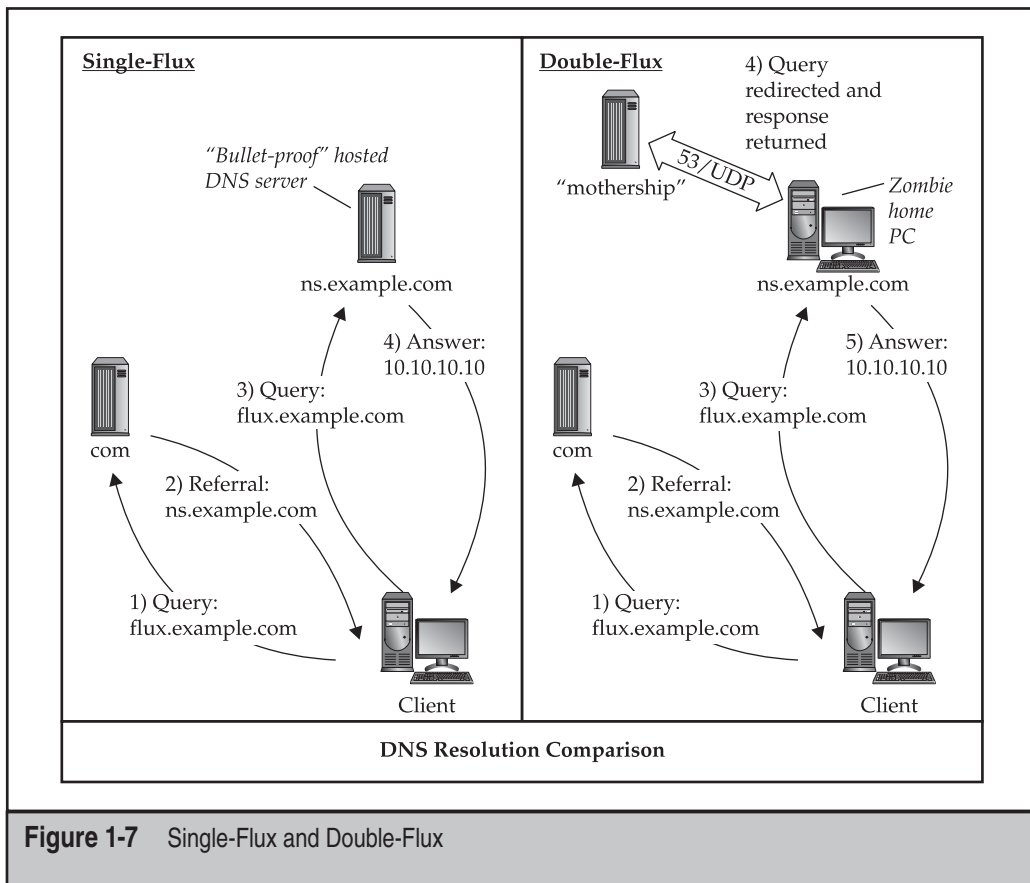 Single-Flux
"Bullet-proof" hosted
DNS server
ns.example.com
4) Answer:
10.10.10.10
3) Query:
flux.example.com
com
2) Referral:
ns.example.com
1) Query:
flux.example.com
Client
Double-Flux
4) Query
redirected and
response
returned
53/UDP
"mothership"
Zombie
home
PC
ns.example.com
5) Answer:
10.10.10.10
3) Query:
flux.example.com
com
2) Referral:
ns.example.com
1) Query:
flux.example.com
Client
DNS Resolution Comparison
Figure 1-7 Single-Flux and Double-Flux